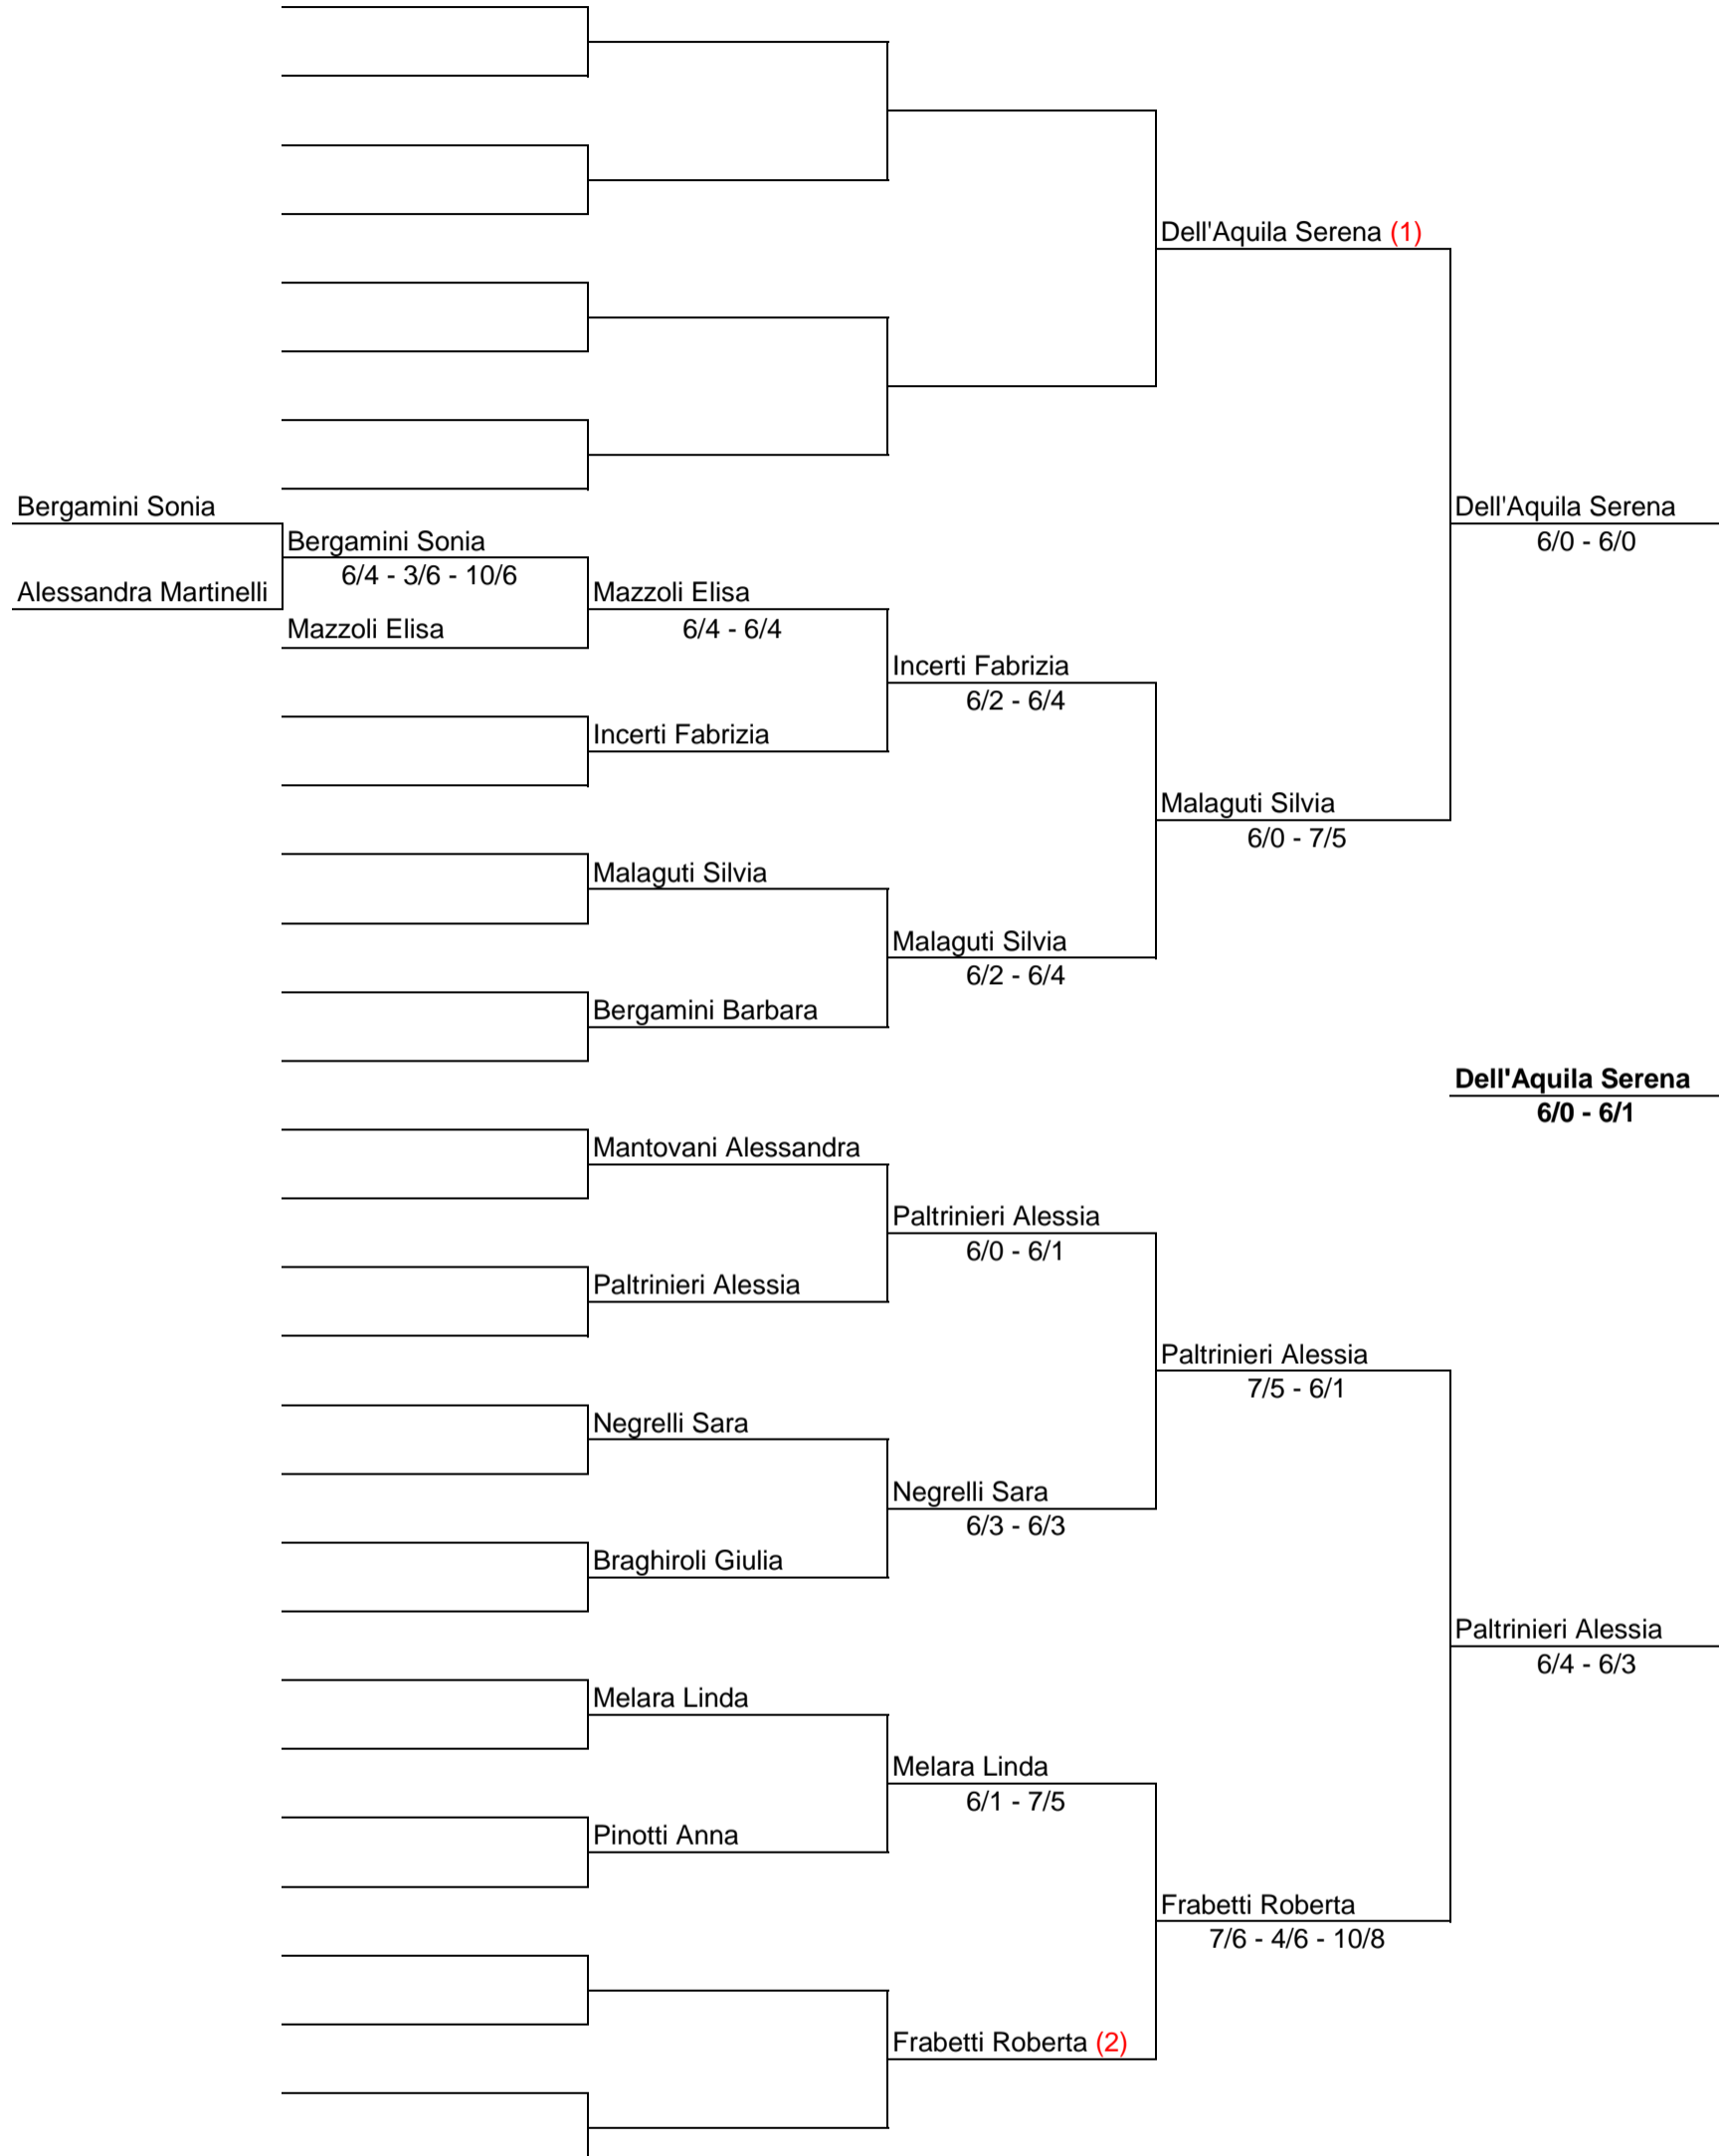 Dell'Aquila Serena (1)
Bergamini Sonia
Dell'Aquila Serena
Bergamini Sonia
6/0 - 6/0
6/4 - 3/6 - 10/6
Alessandra Martinelli
Mazzoli Elisa
Mazzoli Elisa
6/4 - 6/4
Incerti Fabrizia
6/2 - 6/4
Incerti Fabrizia
Malaguti Silvia
6/0 - 7/5
Malaguti Silvia
Malaguti Silvia
6/2 - 6/4
Bergamini Barbara
Dell'Aquila Serena
6/0 - 6/1
Mantovani Alessandra
Paltrinieri Alessia
6/0 - 6/1
Paltrinieri Alessia
Paltrinieri Alessia
7/5 - 6/1
Negrelli Sara
Negrelli Sara
6/3 - 6/3
Braghiroli Giulia
Paltrinieri Alessia
6/4 - 6/3
Melara Linda
Melara Linda
6/1 - 7/5
Pinotti Anna
Frabetti Roberta
7/6 - 4/6 - 10/8
Frabetti Roberta (2)